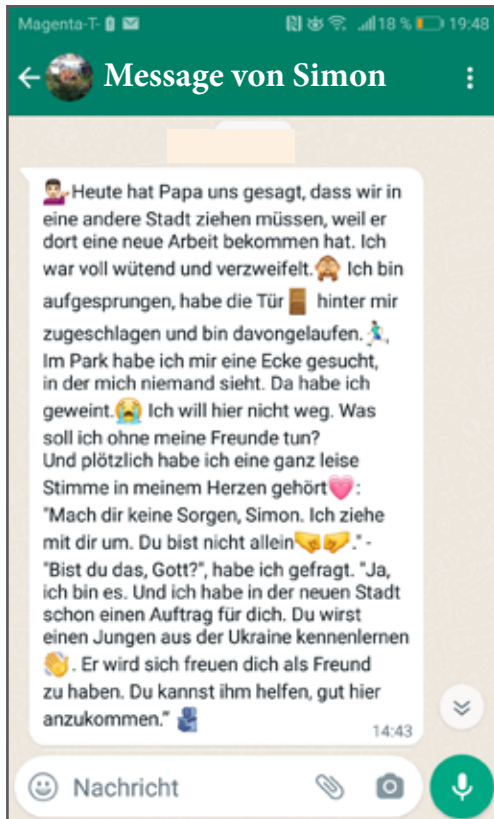 Magenta-T- 18 % 19:48
Message von Simon
Heute hat Papa uns gesagt, dass wir in
eine andere Stadt ziehen müssen, weil er
dort eine neue Arbeit bekommen hat. Ich
war voll wütend und verzweifelt.🙈 Ich bin
aufgesprungen, habe die Tür🚪 hinter mir
zugeschlagen und bin davongelaufen.🏃,
Im Park habe ich mir eine Ecke gesucht,
in der mich niemand sieht. Da habe ich
geweint.😭 Ich will hier nicht weg. Was
soll ich ohne meine Freunde tun?
Und plötzlich habe ich eine ganz leise
Stimme in meinem Herzen gehört💗:
"Mach dir keine Sorgen, Simon. Ich ziehe
mit dir um. Du bist nicht allein🤜🤛." -
"Bist du das, Gott?", habe ich gefragt. "Ja,
ich bin es. Und ich habe in der neuen Stadt
schon einen Auftrag für dich. Du wirst
einen Jungen aus der Ukraine kennenlernen
👋. Er wird sich freuen dich als Freund
zu haben. Du kannst ihm helfen, gut hier
anzukommen.“ 🫂
14:43
Nachricht